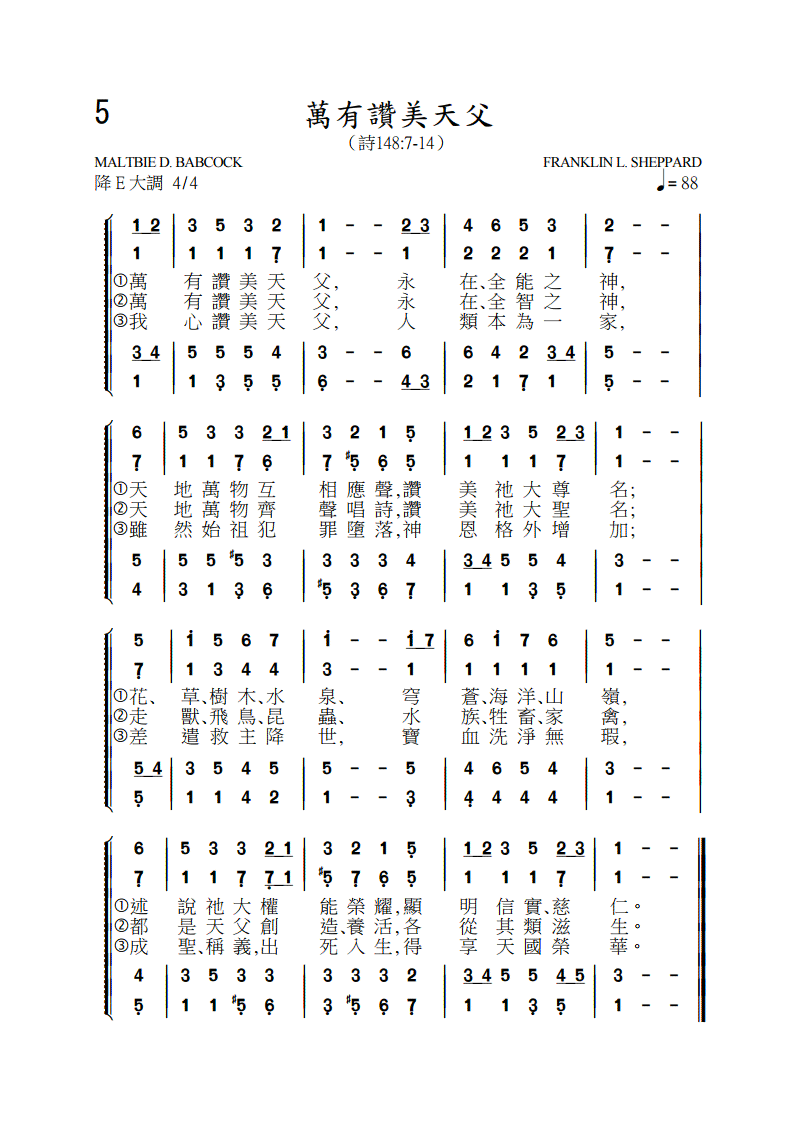 5
萬有讚美天父
（詩148:7-14）
MALTBIE D. BABCOCK FRANKLIN L. SHEPPARD
降E大調 4/4 ♩= 88
1 2 | 3 5 3 2 | 1 - - 2 3 | 4 6 5 3 | 2 - -
1 | 1 1 1 7̣ | 1 - - 1 | 2 2 2 1 | 7̣ - -
①萬 有讚美天 父, 永 在、全能之 神,
②萬 有讚美天 父, 永 在、全智之 神,
③我 心讚美天 父, 人 類本為一 家,
3 4 | 5 5 5 4 | 3 - - 6 | 6 4 2 3 4 | 5 - -
1 | 1 3̣ 5̣ 5̣ | 6̣ - - 4̣ 3̣ | 2 1 7̣ 1 | 5̣ - -
6 | 5 3 3 2 1 | 3 2 1 5̣ | 1 2 3 5 2 3 | 1 - -
7̣ | 1 1 7̣ 6̣ | 7̣ #5̣ 6̣ 5̣ | 1 1 1 7̣ | 1 - -
①天 地萬物互 相應聲,讚 美祂大尊 名;
②天 地萬物齊 聲唱詩,讚 美祂大聖 名;
③雖 然始祖犯 罪墮落,神 恩格外增 加;
5 | 5 5 #5 3 | 3 3 3 4 | 3 4 5 5 4 | 3 - -
4 | 3 1 3̣ 6̣ | #5̣ 3̣ 6̣ 7̣ | 1 1 3̣ 5̣ | 1 - -
5 | 1̇ 5 6 7 | 1̇ - - 1̇ 7 | 6 1̇ 7 6 | 5 - -
7̣ | 1 3 4 4 | 3 - - 1 | 1 1 1 1 | 1 - -
①花、 草、樹木、水 泉、 穹 蒼、海洋、山 嶺,
②走 獸、飛鳥、昆 蟲、 水 族、牲畜、家 禽,
③差 遣救主降 世, 寶 血洗淨無 瑕,
5 4 | 3 5 4 5 | 5 - - 5 | 4 6 5 4 | 3 - -
5̣ | 1 1 4 2 | 1 - - 3̣ | 4̣ 4 4 4 | 1 - -
6 | 5 3 3 2 1 | 3 2 1 5̣ | 1 2 3 5 2 3 | 1 - -
7̣ | 1 1 7̣ 7̣ 1 | #5̣ 7̣ 6̣ 5̣ | 1 1 1 7̣ | 1 - -
①述 說祂大權 能榮耀,顯 明信實、慈 仁。
②都 是天父創 造、養活,各 從其類滋 生。
③成 聖、稱義,出 死入生,得 享天國榮 華。
4 | 3 5 3 3 | 3 3 3 2 | 3 4 5 5 4 5 | 3 - -
5̣ | 1 1 #5̣ 6̣ | 3̣ #5̣ 6̣ 7̣ | 1 1 3̣ 5̣ | 1 - -